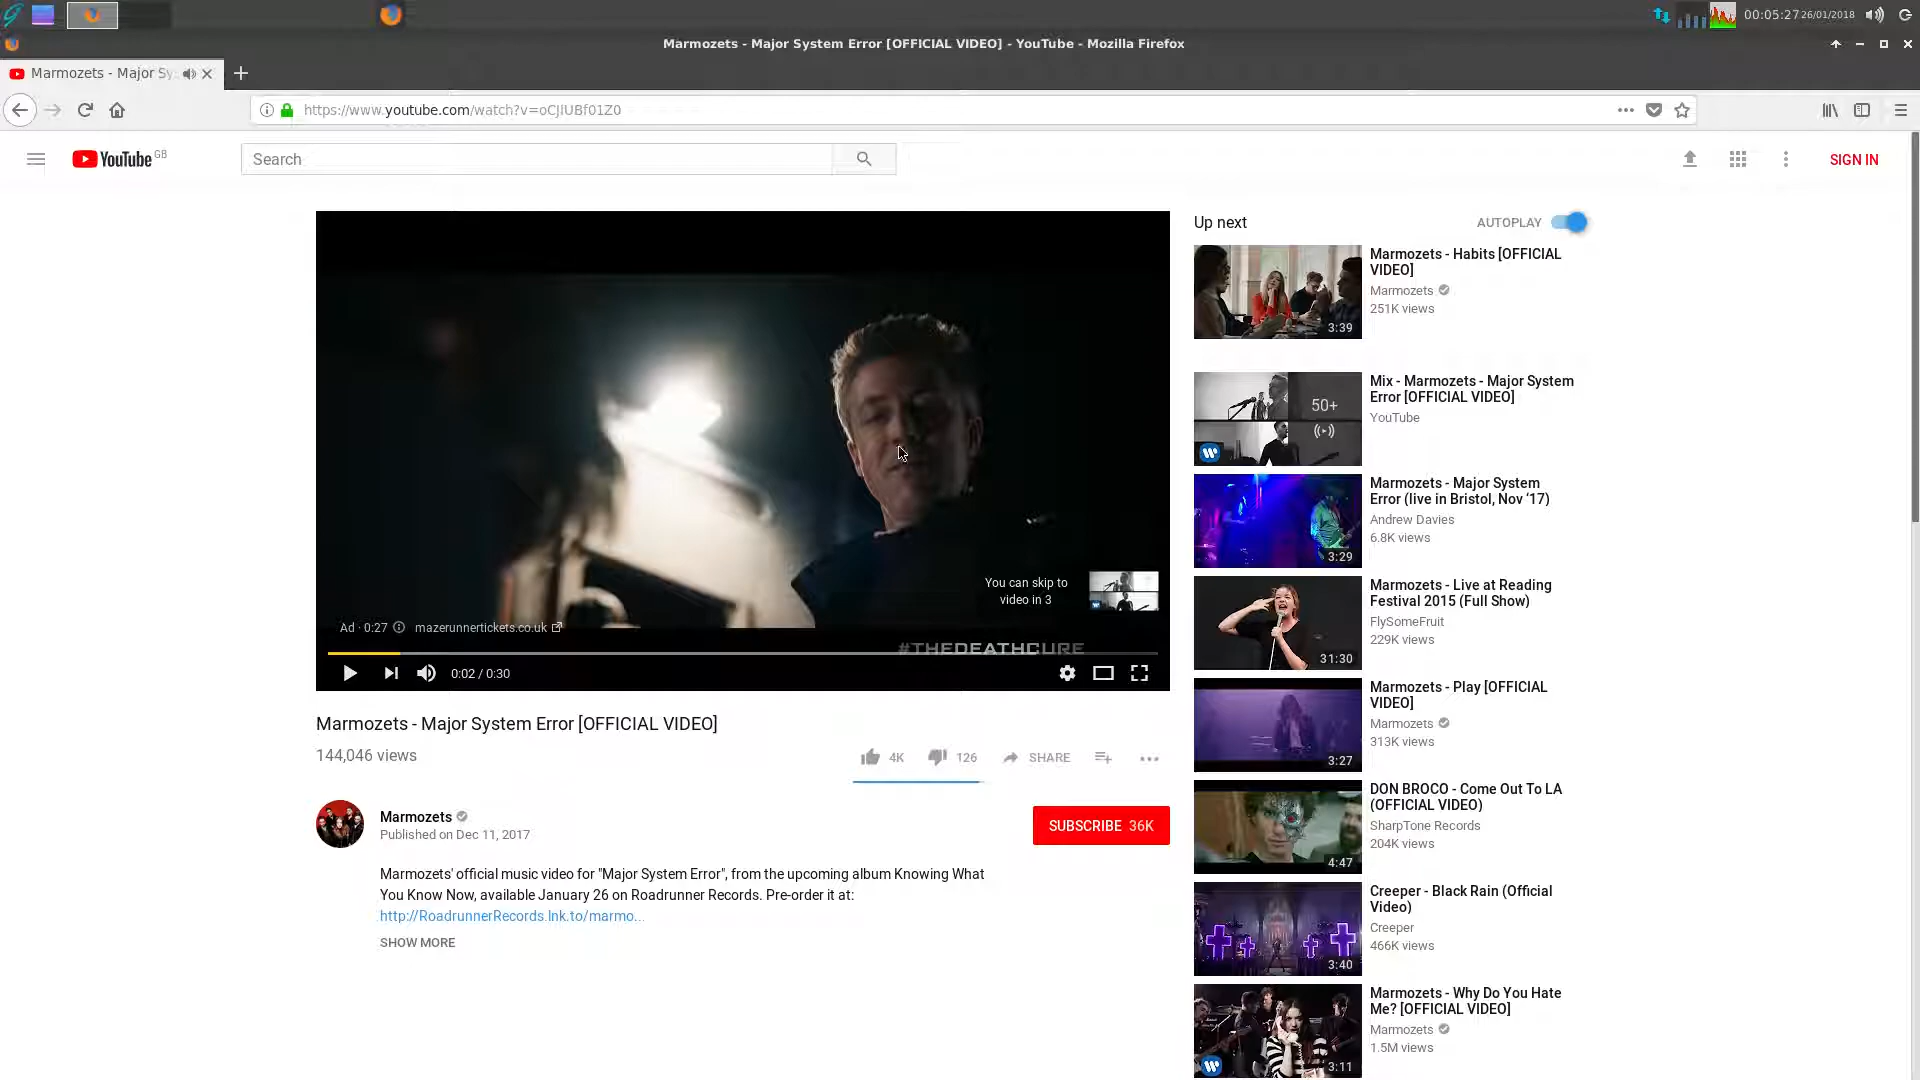 00:05:27 26/01/2018
Marmozets - Major System Error [OFFICIAL VIDEO] - YouTube - Mozilla Firefox
Marmozets - Major Sy
https://www.youtube.com/watch?v=oCJlUBf01Z0
YouTube GB
Search
SIGN IN
You can skip to
video in 3
Ad · 0:27
mazerunnertickets.co.uk
#THEDEATHCURE
0:02 / 0:30
Marmozets - Major System Error [OFFICIAL VIDEO]
144,046 views
4K
126
SHARE
Marmozets
Published on Dec 11, 2017
SUBSCRIBE 36K
Marmozets' official music video for "Major System Error", from the upcoming album Knowing What
You Know Now, available January 26 on Roadrunner Records. Pre-order it at:
http://RoadrunnerRecords.lnk.to/marmo...
SHOW MORE
Up next
AUTOPLAY
Marmozets - Habits [OFFICIAL
VIDEO]
Marmozets
251K views
3:39
Mix - Marmozets - Major System
Error [OFFICIAL VIDEO]
YouTube
50+
Marmozets - Major System
Error (live in Bristol, Nov ‘17)
Andrew Davies
6.8K views
3:29
Marmozets - Live at Reading
Festival 2015 (Full Show)
FlySomeFruit
229K views
31:30
Marmozets - Play [OFFICIAL
VIDEO]
Marmozets
313K views
3:27
DON BROCO - Come Out To LA
(OFFICIAL VIDEO)
SharpTone Records
204K views
4:47
Creeper - Black Rain (Official
Video)
Creeper
466K views
3:40
Marmozets - Why Do You Hate
Me? [OFFICIAL VIDEO]
Marmozets
1.5M views
3:11